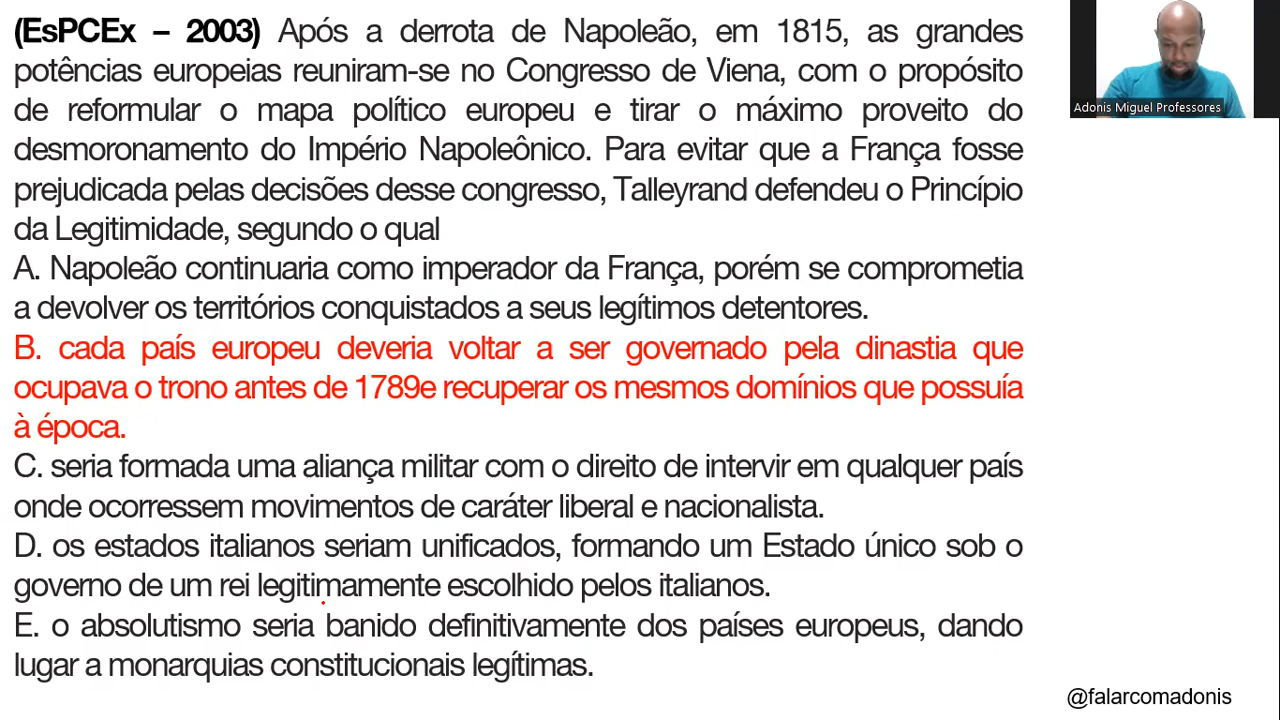 (EsPCEx – 2003) Após a derrota de Napoleão, em 1815, as grandes
potências europeias reuniram-se no Congresso de Viena, com o propósito
de reformular o mapa político europeu e tirar o máximo proveito do
desmoronamento do Império Napoleônico. Para evitar que a França fosse
prejudicada pelas decisões desse congresso, Talleyrand defendeu o Princípio
da Legitimidade, segundo o qual
A. Napoleão continuaria como imperador da França, porém se comprometia
a devolver os territórios conquistados a seus legítimos detentores.
B. cada país europeu deveria voltar a ser governado pela dinastia que
ocupava o trono antes de 1789e recuperar os mesmos domínios que possuía
à época.
C. seria formada uma aliança militar com o direito de intervir em qualquer país
onde ocorressem movimentos de caráter liberal e nacionalista.
D. os estados italianos seriam unificados, formando um Estado único sob o
governo de um rei legitimamente escolhido pelos italianos.
E. o absolutismo seria banido definitivamente dos países europeus, dando
lugar a monarquias constitucionais legítimas.
Adonis Miguel Professores
@falarcomadonis